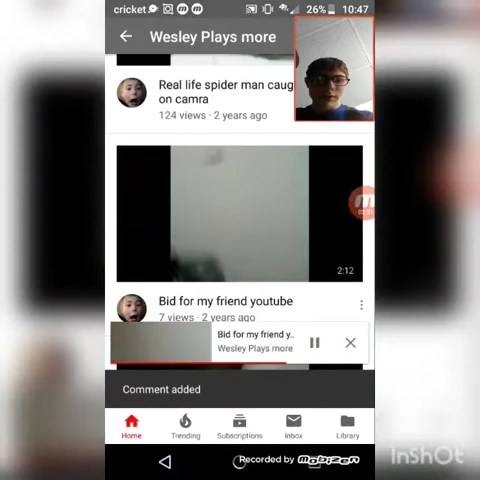 cricket 26% 10:47
Wesley Plays more
Real life spider man caug
on camra
124 views · 2 years ago
2:12
Bid for my friend youtube
7 views · 2 years ago
Bid for my friend y..
Wesley Plays more
Comment added
Home Trending Subscriptions Inbox Library
Recorded by mobizen
InShOt